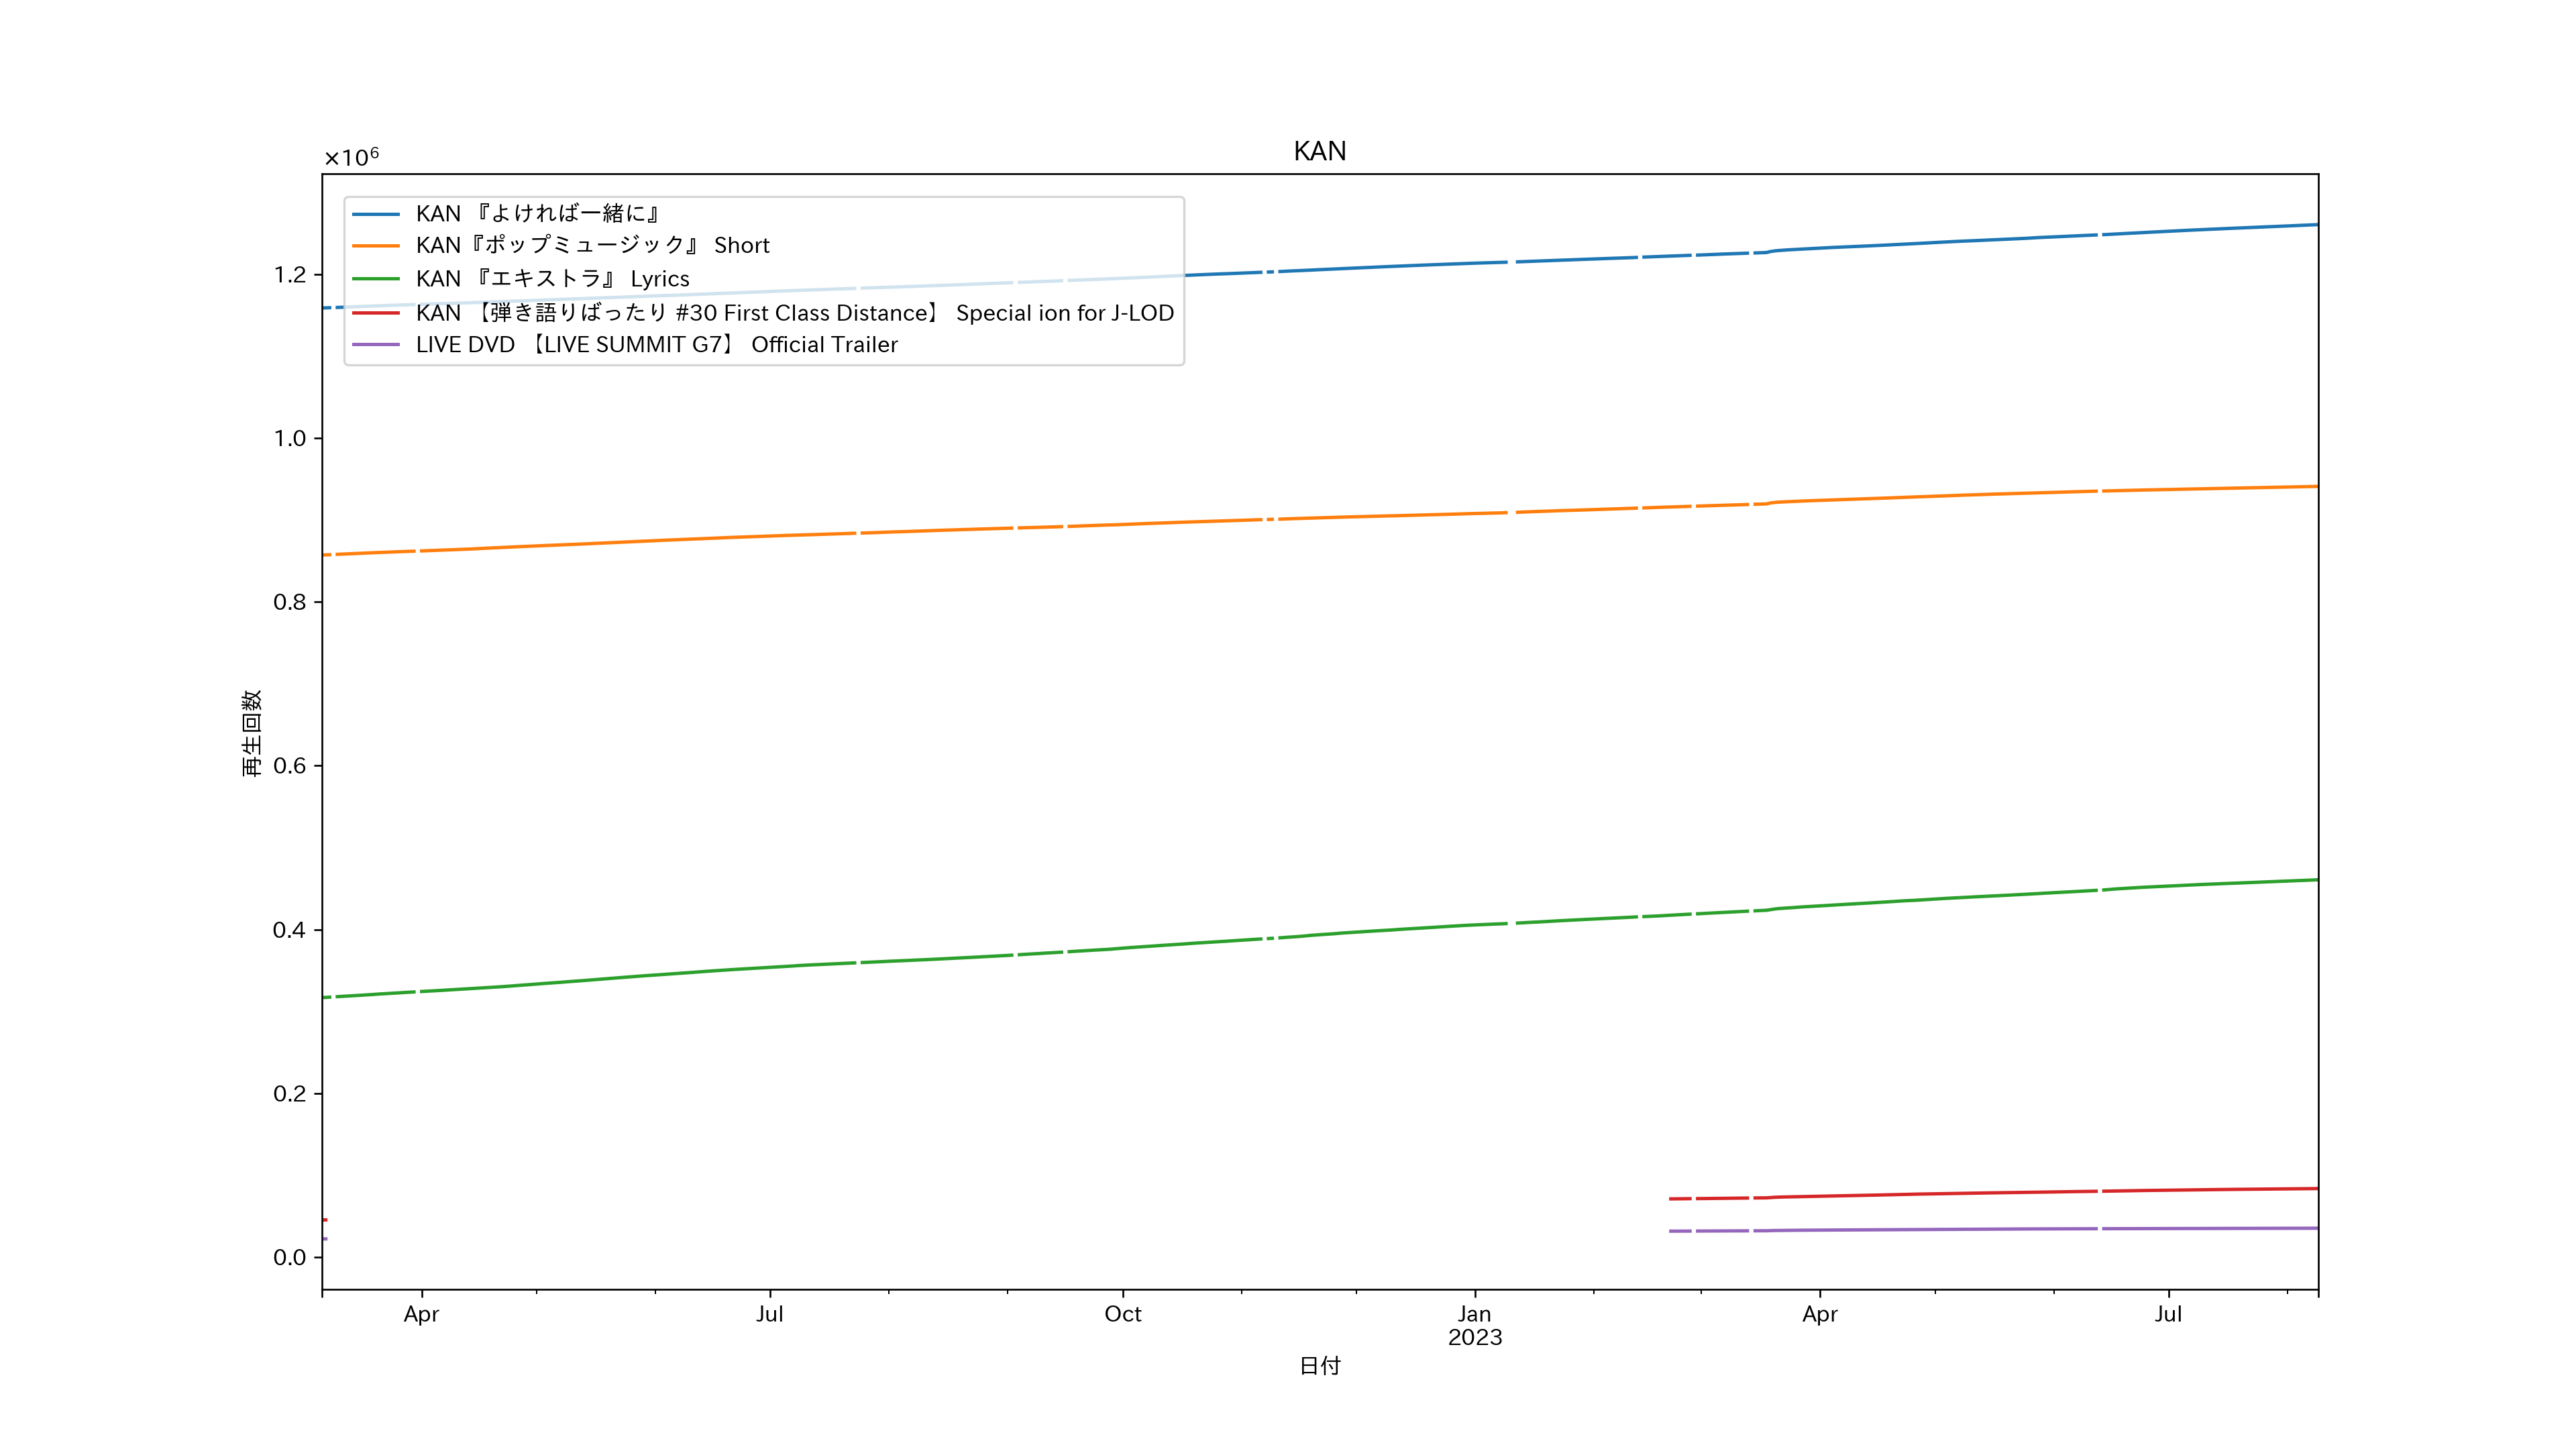 KAN
×10⁶
KAN 『よければ一緒に』
KAN『ポップミュージック』 Short
KAN 『エキストラ』 Lyrics
KAN 【弾き語りばったり #30 First Class Distance】 Special ion for J-LOD
LIVE DVD 【LIVE SUMMIT G7】 Official Trailer
1.2
1.0
0.8
0.6
0.4
0.2
0.0
再生回数
Apr Jul Oct Jan Apr Jul
2023
日付